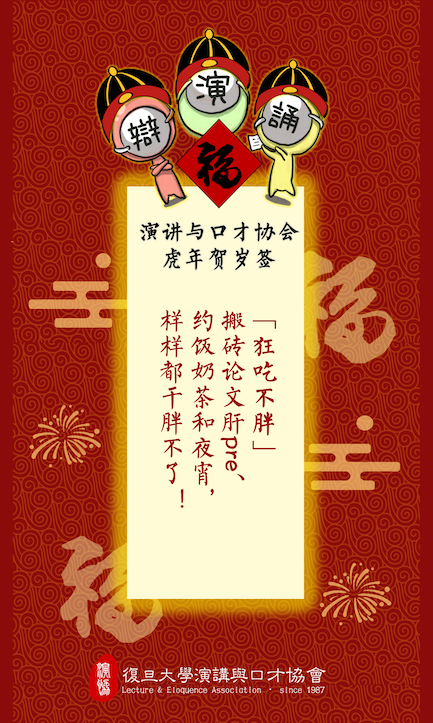 辯
演
誦
福
演讲与口才协会
虎年贺岁签
「狂吃不胖」
搬砖论文肝pre、
约饭奶茶和夜宵，
样样都干胖不了！
福
福
復旦大學演講與口才協會
Lecture & Eloquence Association · since 1987